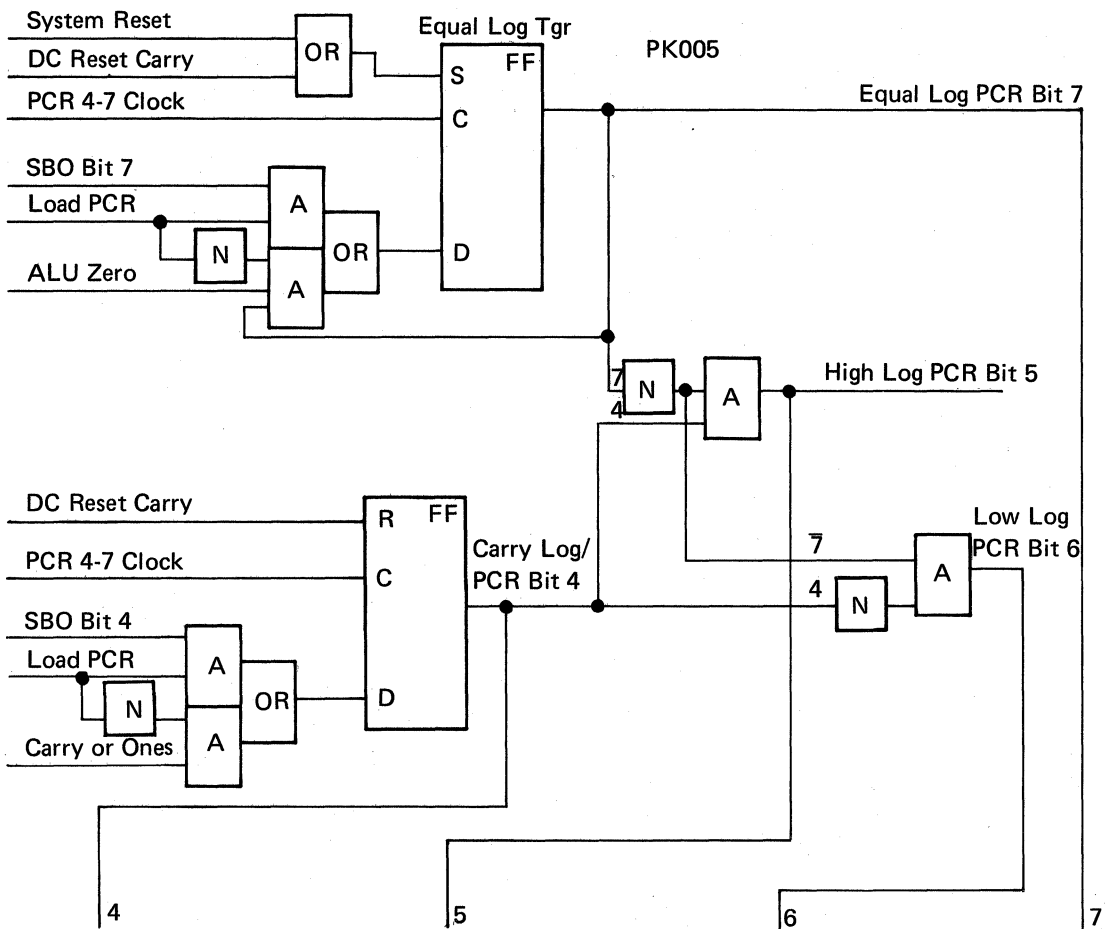 System Reset
OR
Equal Log Tgr
PK005
DC Reset Carry
S
FF
PCR 4-7 Clock
C
Equal Log PCR Bit 7
SBO Bit 7
A
Load PCR
N
OR
D
ALU Zero
A
7
N
A
High Log PCR Bit 5
4
DC Reset Carry
R
FF
PCR 4-7 Clock
C
Carry Log/
PCR Bit 4
7̅
A
Low Log
PCR Bit 6
4
N
SBO Bit 4
A
Load PCR
N
OR
D
Carry or Ones
A
4
5
6
7